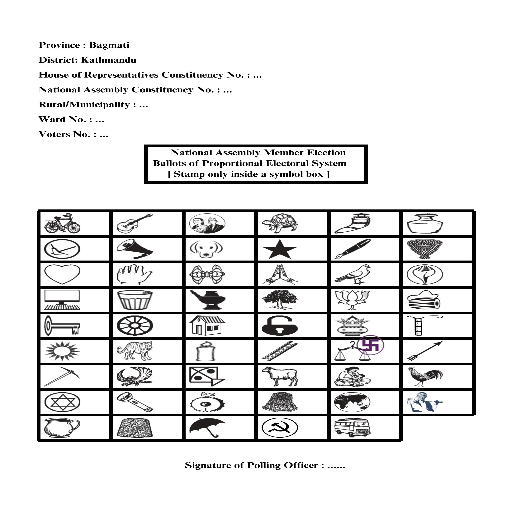 Province : Bagmati
District: Kathmandu
House of Representatives Constituency No. : ...
National Assembly Constituency No. : ...
Rural/Municipality : ...
Ward No. : ...
Voters No. : ...
National Assembly Member Election
Ballots of Proportional Electoral System
[ Stamp only inside a symbol box ]
Signature of Polling Officer : ......